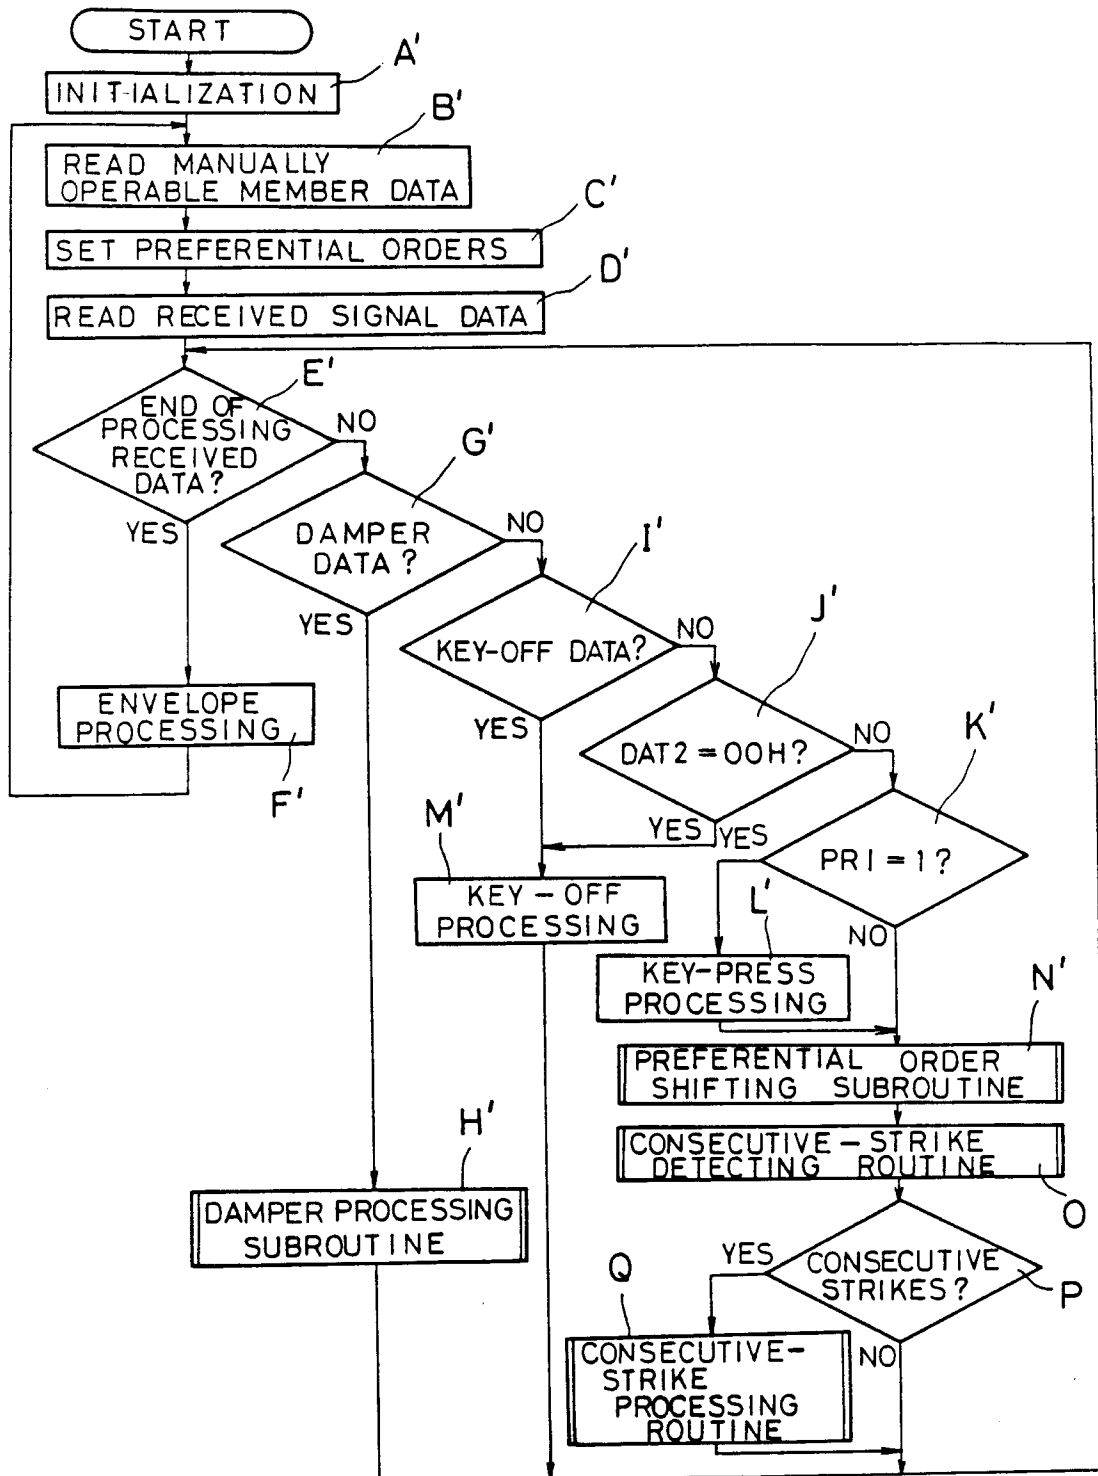 START
A'
INITIALIZATION
B'
READ MANUALLY
OPERABLE MEMBER DATA
C'
SET PREFERENTIAL ORDERS
D'
READ RECEIVED SIGNAL DATA
E'
END OF
PROCESSING
RECEIVED
DATA?
NO
YES
G'
DAMPER
DATA?
NO
YES
I'
KEY-OFF DATA?
NO
YES
J'
DAT2=00H?
NO
YES
K'
PRI=1?
YES
NO
ENVELOPE
PROCESSING
F'
M'
KEY-OFF
PROCESSING
L'
KEY-PRESS
PROCESSING
N'
PREFERENTIAL ORDER
SHIFTING SUBROUTINE
CONSECUTIVE-STRIKE
DETECTING ROUTINE
O
H'
DAMPER PROCESSING
SUBROUTINE
CONSECUTIVE
STRIKES?
P
YES
NO
Q
CONSECUTIVE-
STRIKE
PROCESSING
ROUTINE